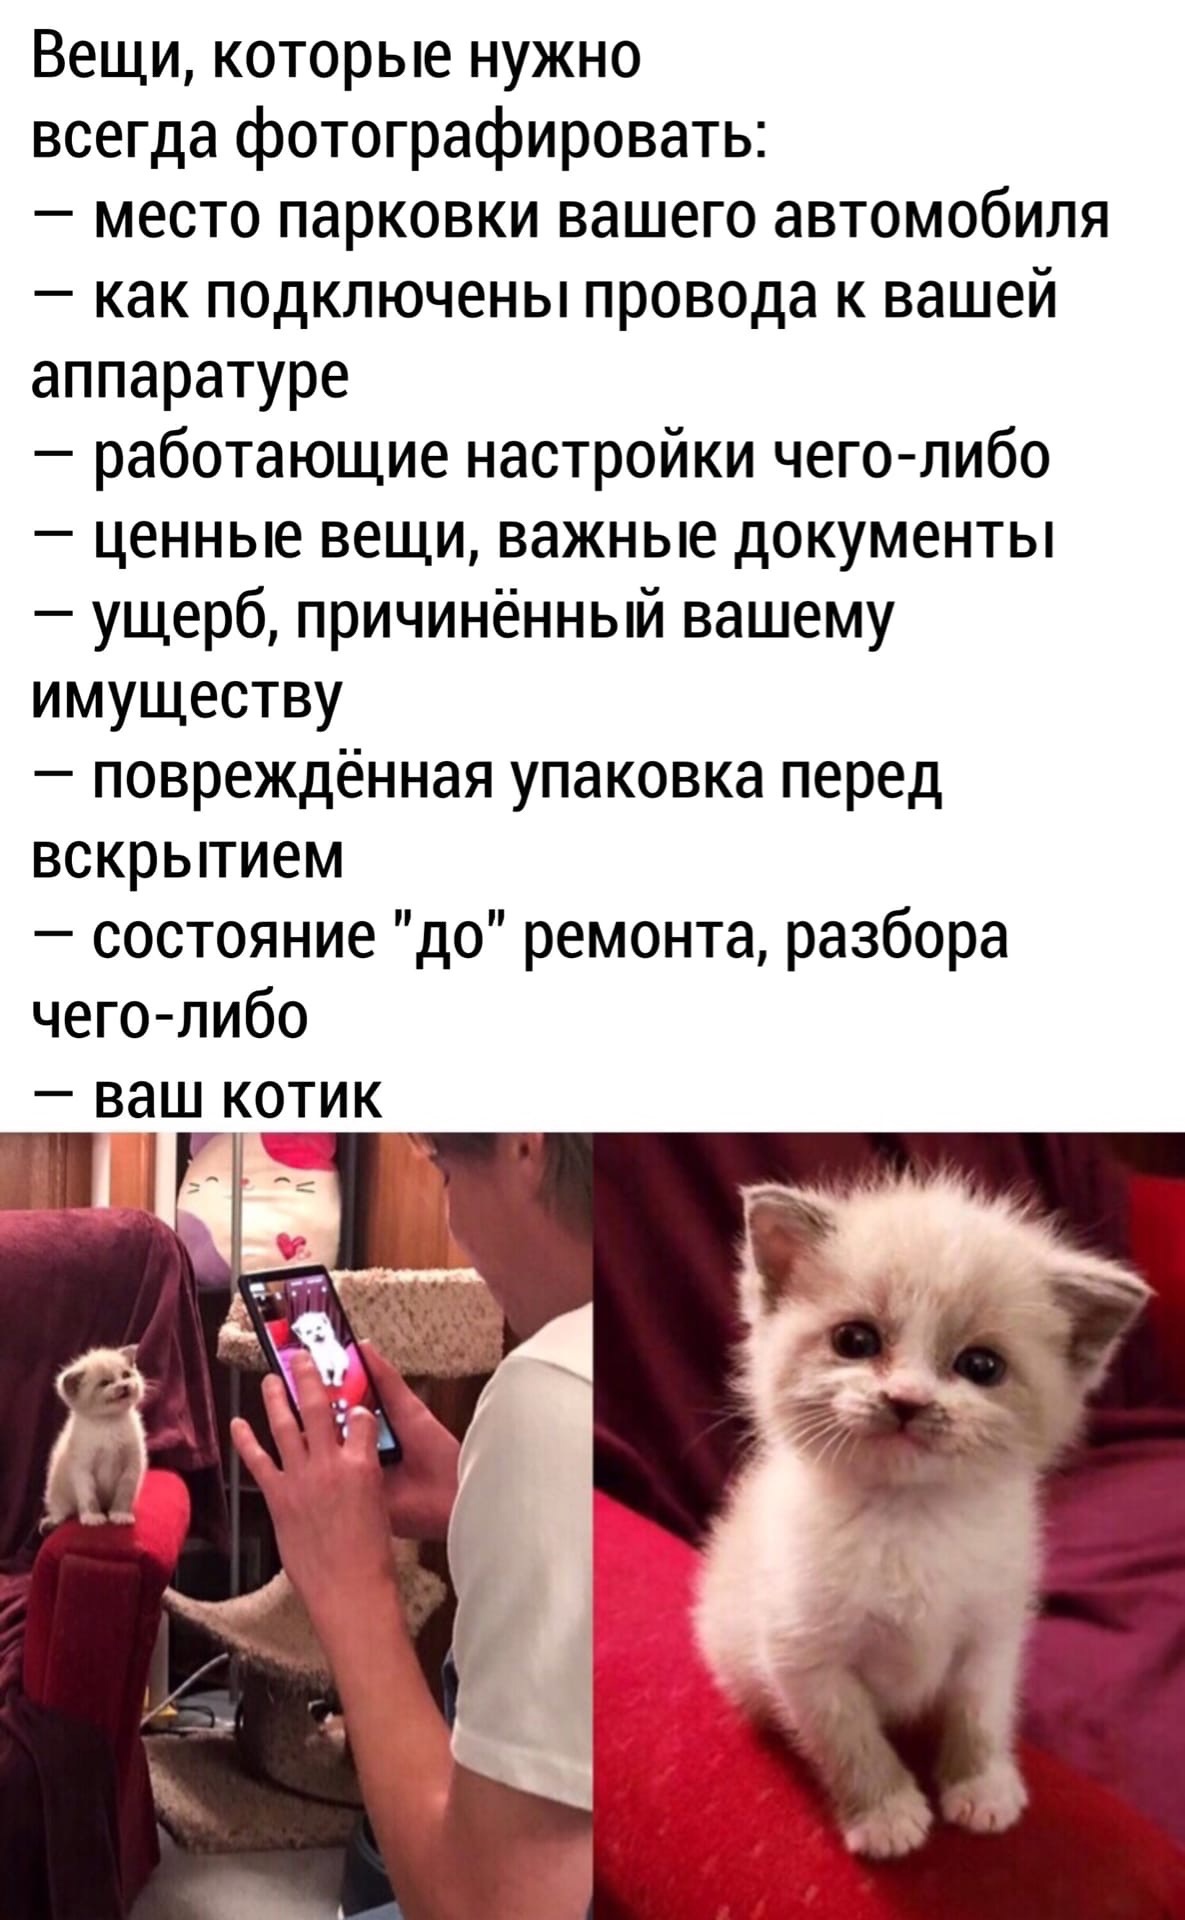 Вещи, которые нужно
всегда фотографировать:
— место парковки вашего автомобиля
— как подключены провода к вашей
аппаратуре
— работающие настройки чего-либо
— ценные вещи, важные документы
— ущерб, причинённый вашему
имуществу
— повреждённая упаковка перед
вскрытием
— состояние "до" ремонта, разбора
чего-либо
— ваш котик